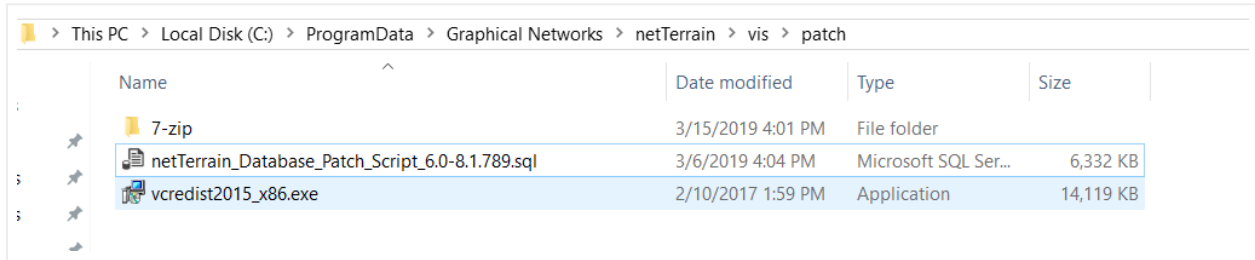 This PC > Local Disk (C:) > ProgramData > Graphical Networks > netTerrain > vis > patch
Name Date modified Type Size
7-zip 3/15/2019 4:01 PM File folder
netTerrain_Database_Patch_Script_6.0-8.1.789.sql 3/6/2019 4:04 PM Microsoft SQL Ser... 6,332 KB
vcredist2015_x86.exe 2/10/2017 1:59 PM Application 14,119 KB